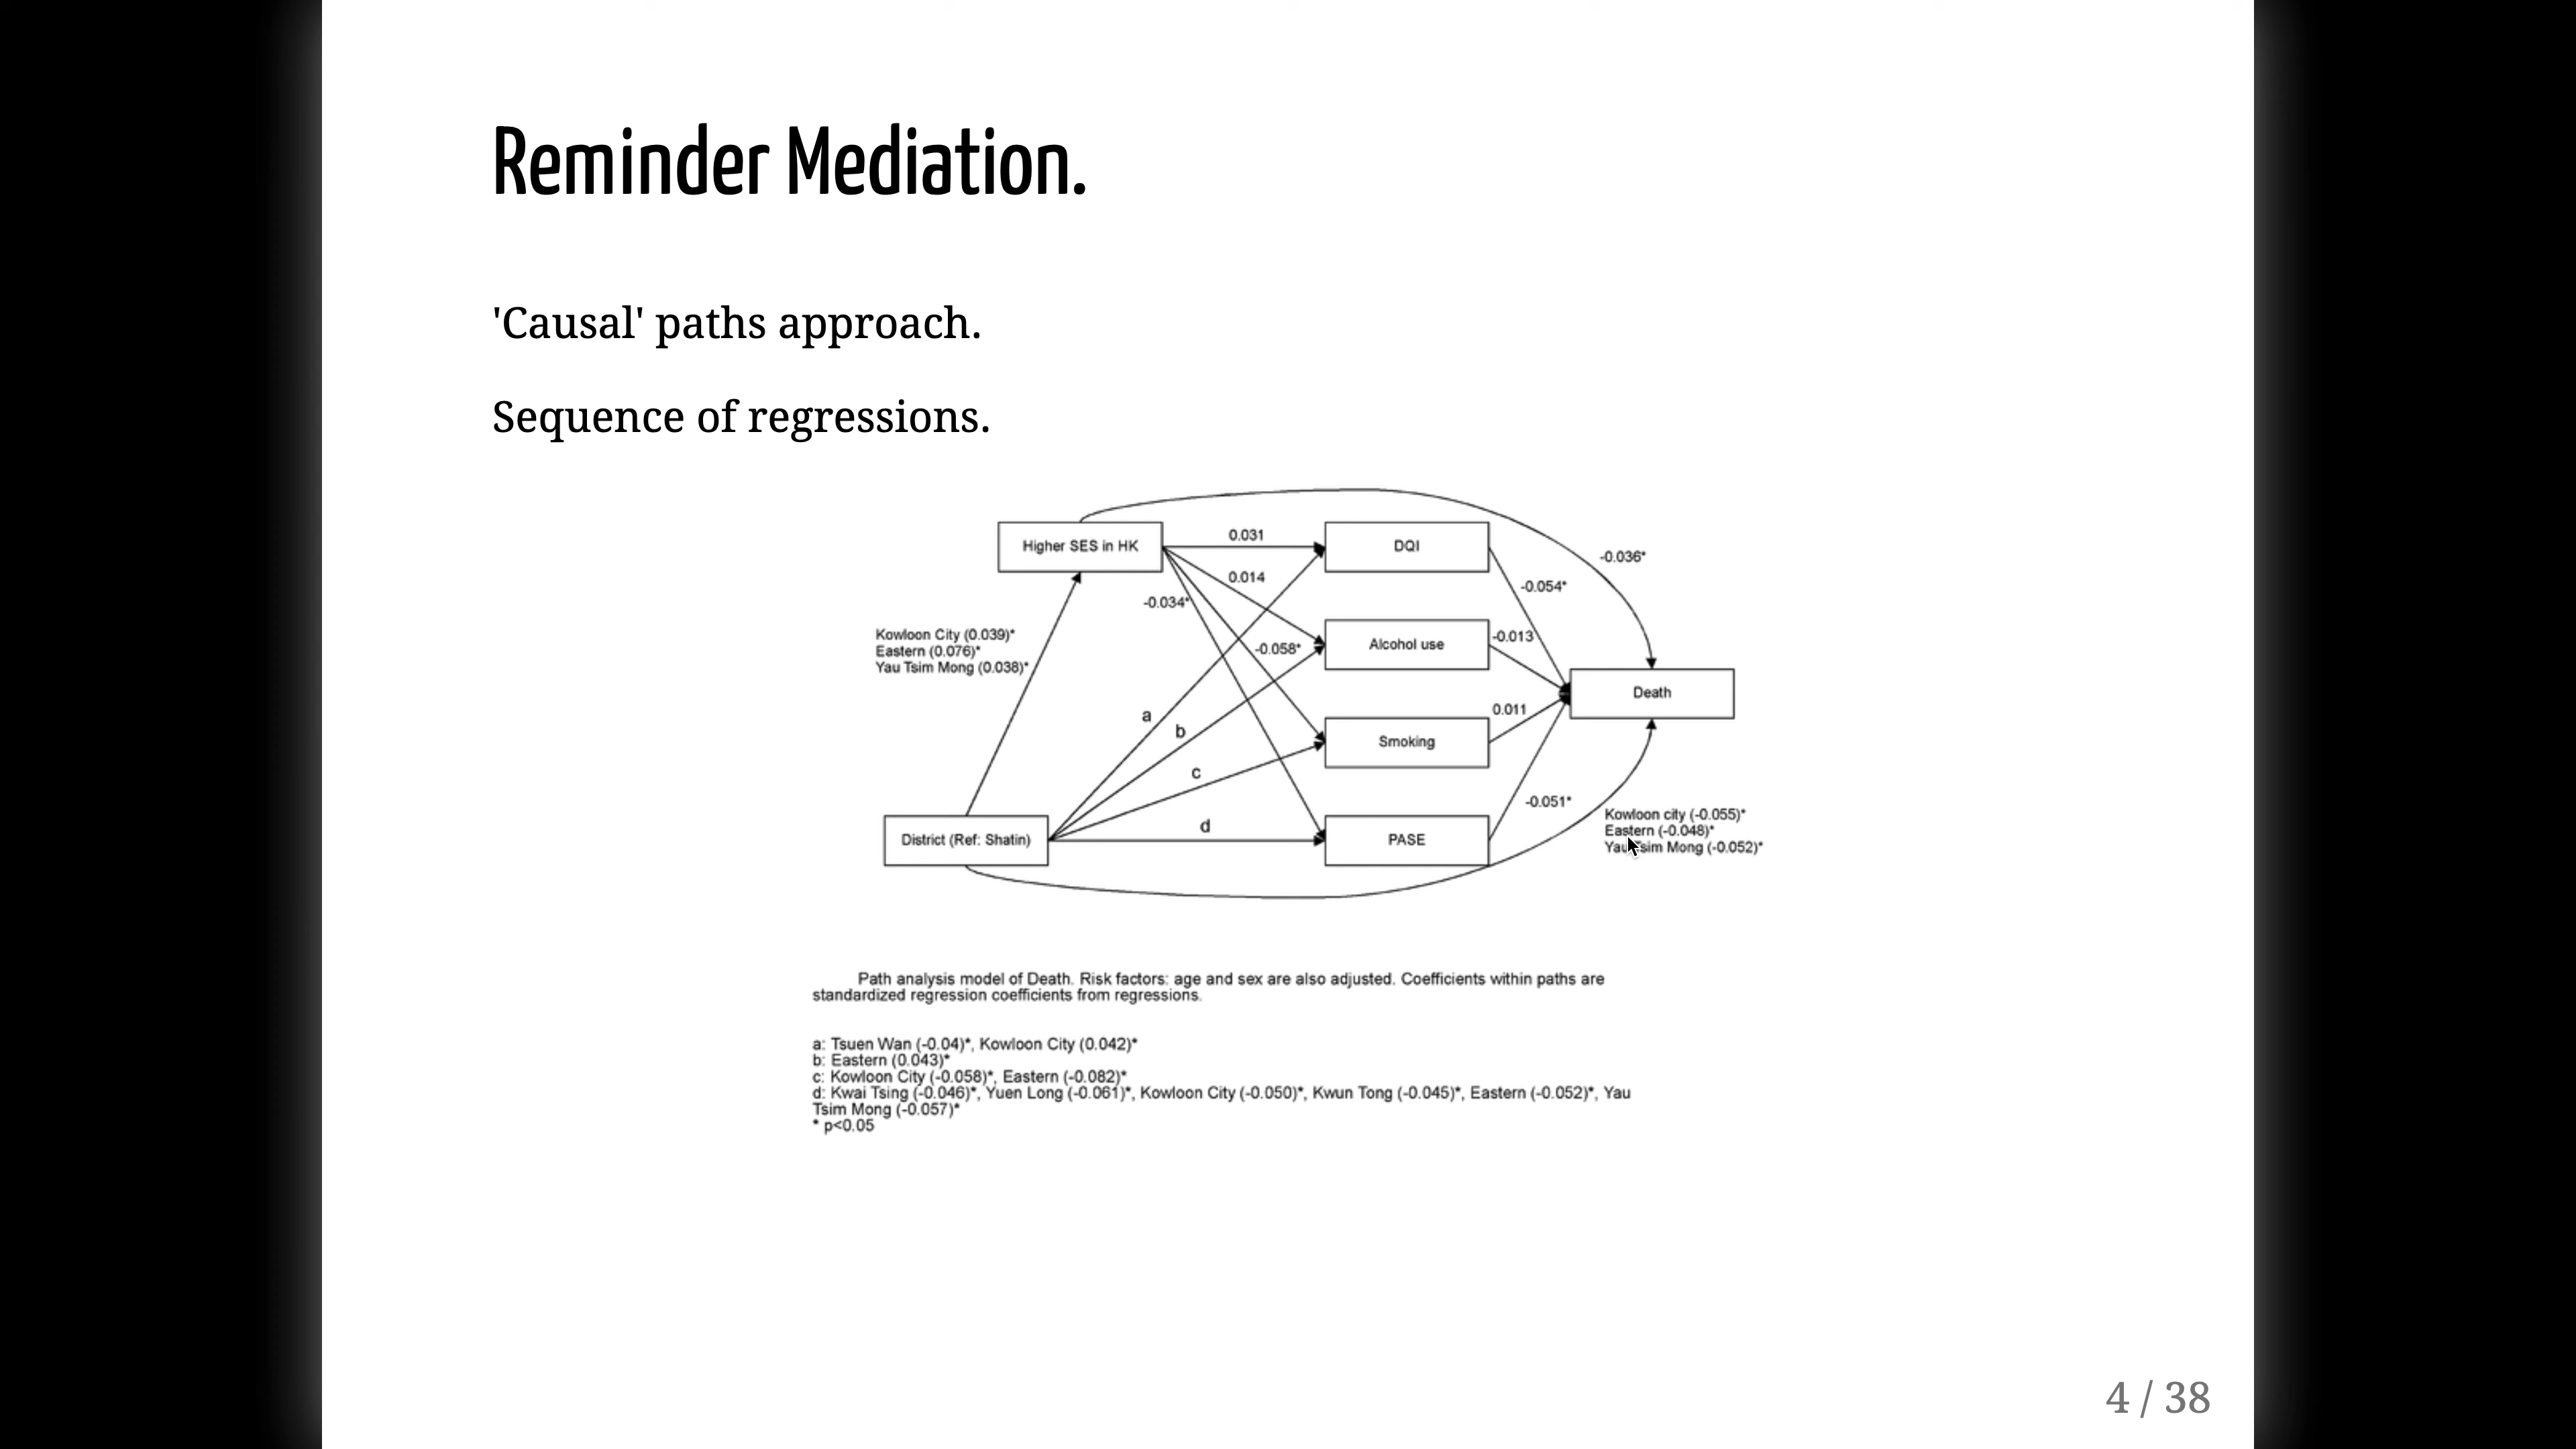 Reminder Mediation.
'Causal' paths approach.
Sequence of regressions.
Higher SES in HK
0.031
DQI
-0.036*
0.014
-0.054*
-0.034*
Kowloon City (0.039)*
Eastern (0.076)*
Yau Tsim Mong (0.038)*
-0.058*
Alcohol use
-0.013
Death
a
b
c
0.011
Smoking
d
-0.051*
District (Ref: Shatin)
PASE
Kowloon city (-0.055)*
Eastern (-0.048)*
Yau Tsim Mong (-0.052)*
Path analysis model of Death. Risk factors: age and sex are also adjusted. Coefficients within paths are
standardized regression coefficients from regressions.
a: Tsuen Wan (-0.04)*, Kowloon City (0.042)*
b: Eastern (0.043)*
c: Kowloon City (-0.058)*, Eastern (-0.082)*
d: Kwai Tsing (-0.046)*, Yuen Long (-0.061)*, Kowloon City (-0.050)*, Kwun Tong (-0.045)*, Eastern (-0.052)*, Yau
Tsim Mong (-0.057)*
* p<0.05
4 / 38